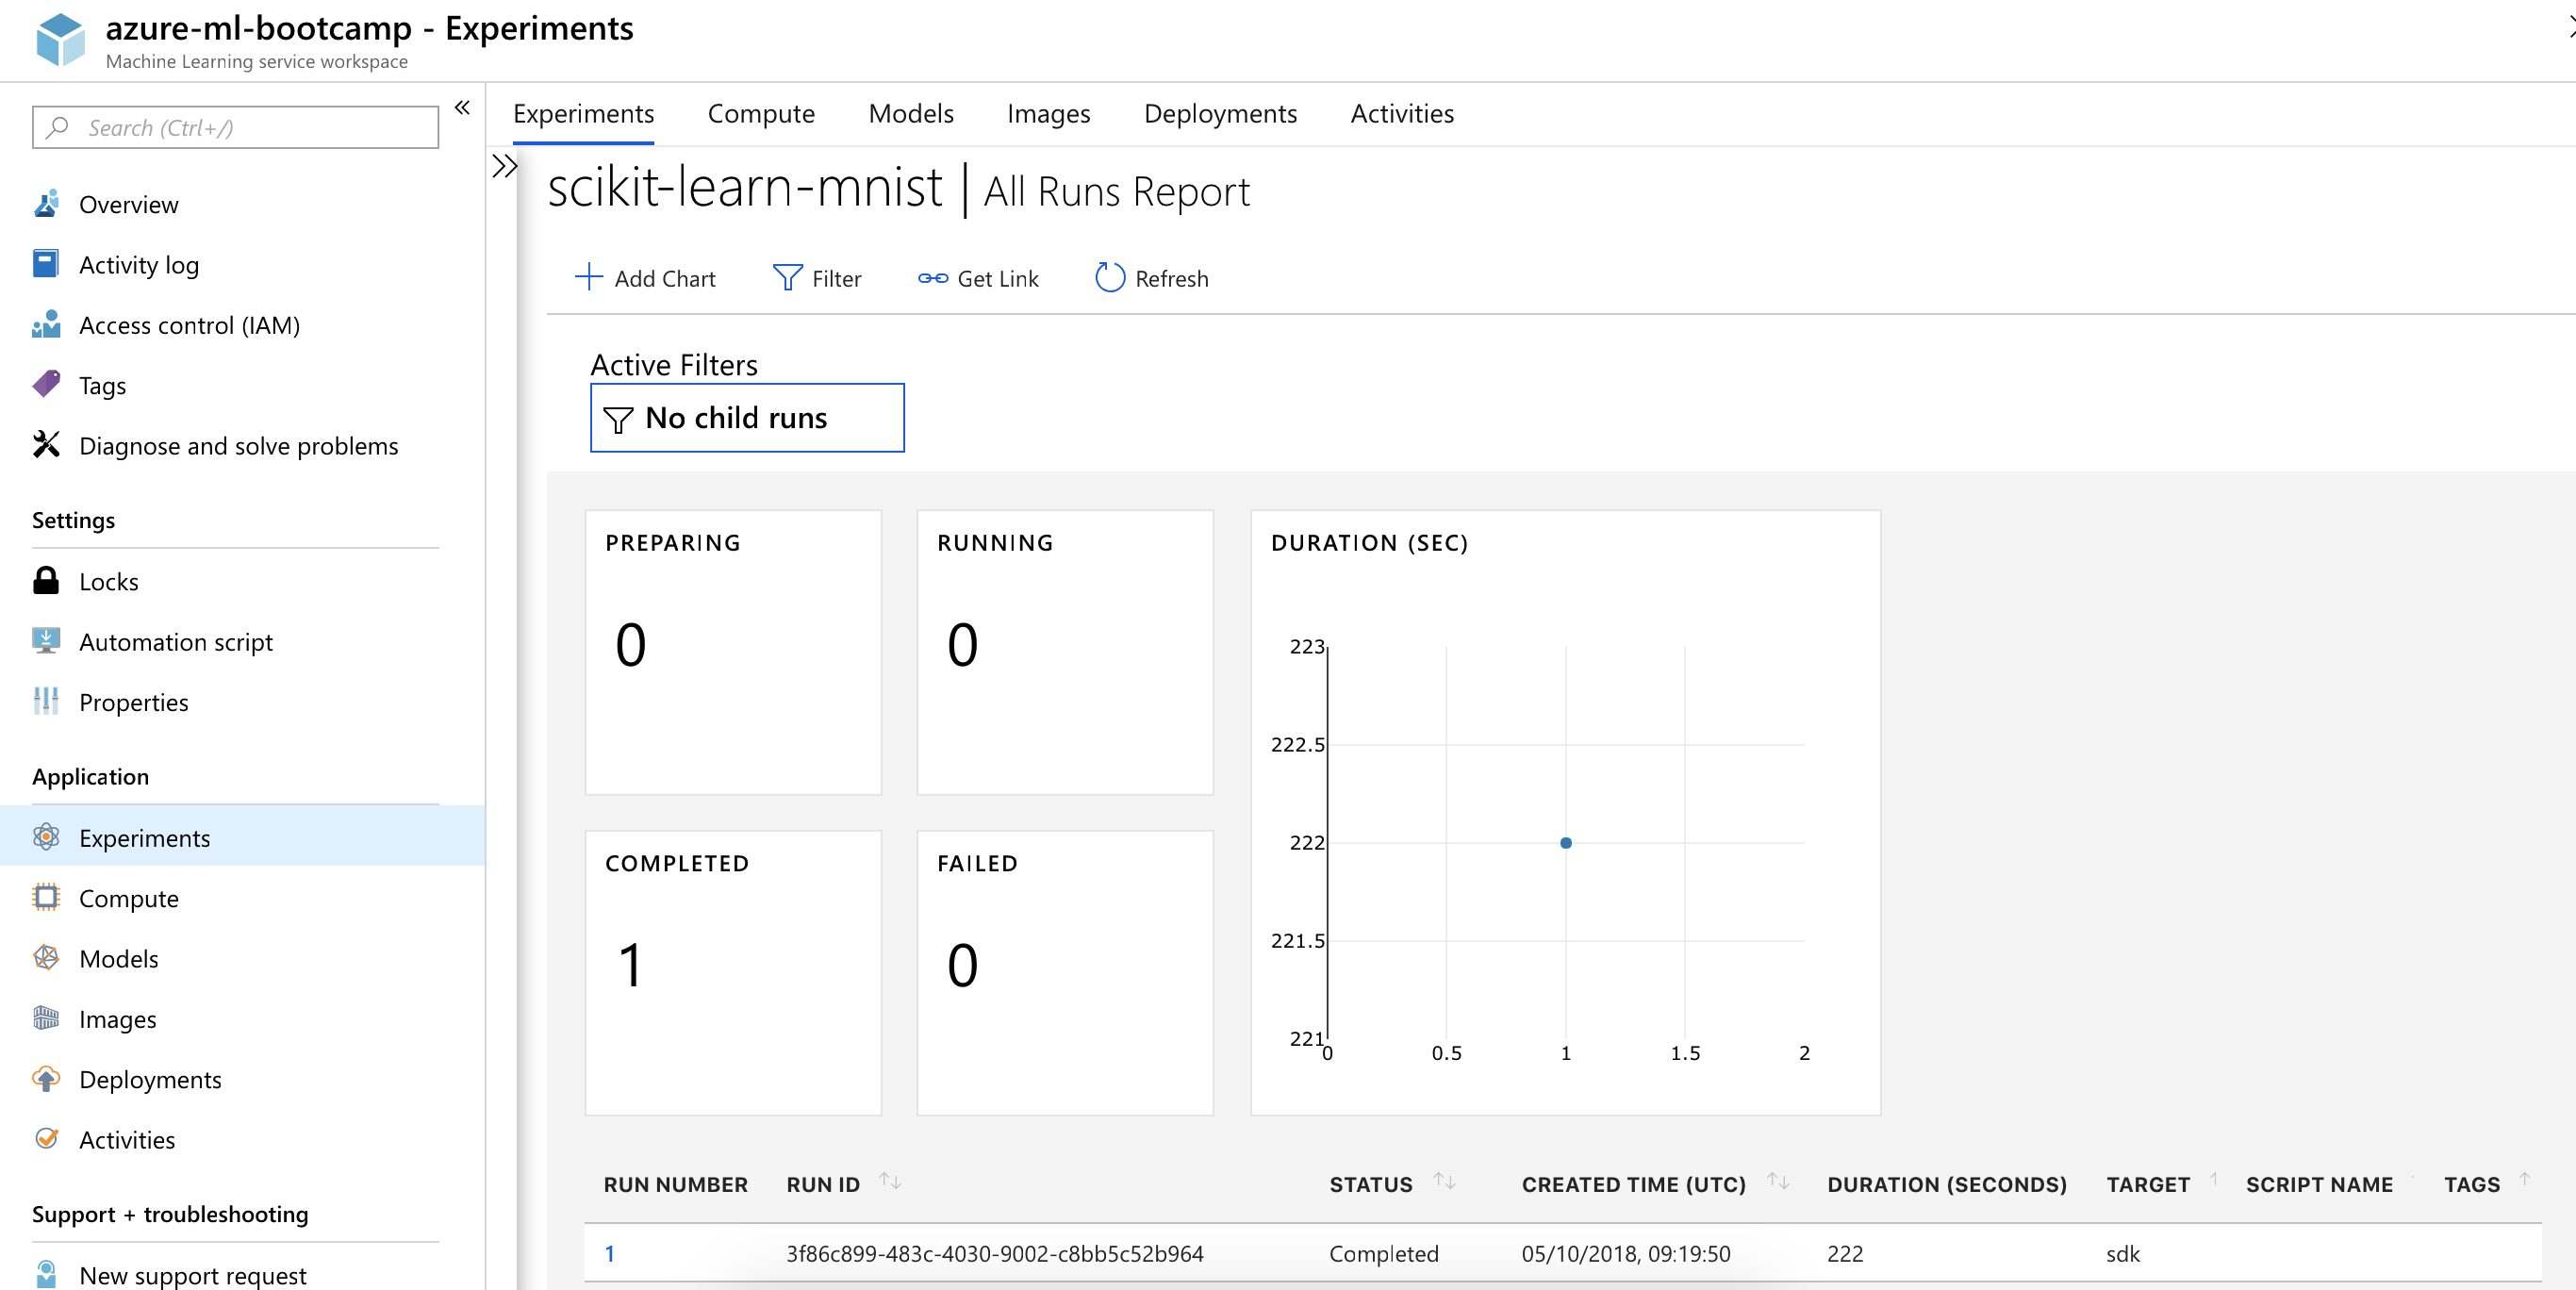 azure-ml-bootcamp - Experiments
Machine Learning service workspace
Search (Ctrl+/)
Overview
Activity log
Access control (IAM)
Tags
Diagnose and solve problems
Settings
Locks
Automation script
Properties
Application
Experiments
Compute
Models
Images
Deployments
Activities
Support + troubleshooting
New support request
Experiments Compute Models Images Deployments Activities
scikit-learn-mnist | All Runs Report
Add Chart Filter Get Link Refresh
Active Filters
No child runs
PREPARING
0
RUNNING
0
COMPLETED
1
FAILED
0
DURATION (SEC)
223
222.5
222
221.5
221
0 0.5 1 1.5 2
RUN NUMBER RUN ID STATUS CREATED TIME (UTC) DURATION (SECONDS) TARGET SCRIPT NAME TAGS
1 3f86c899-483c-4030-9002-c8bb5c52b964 Completed 05/10/2018, 09:19:50 222 sdk